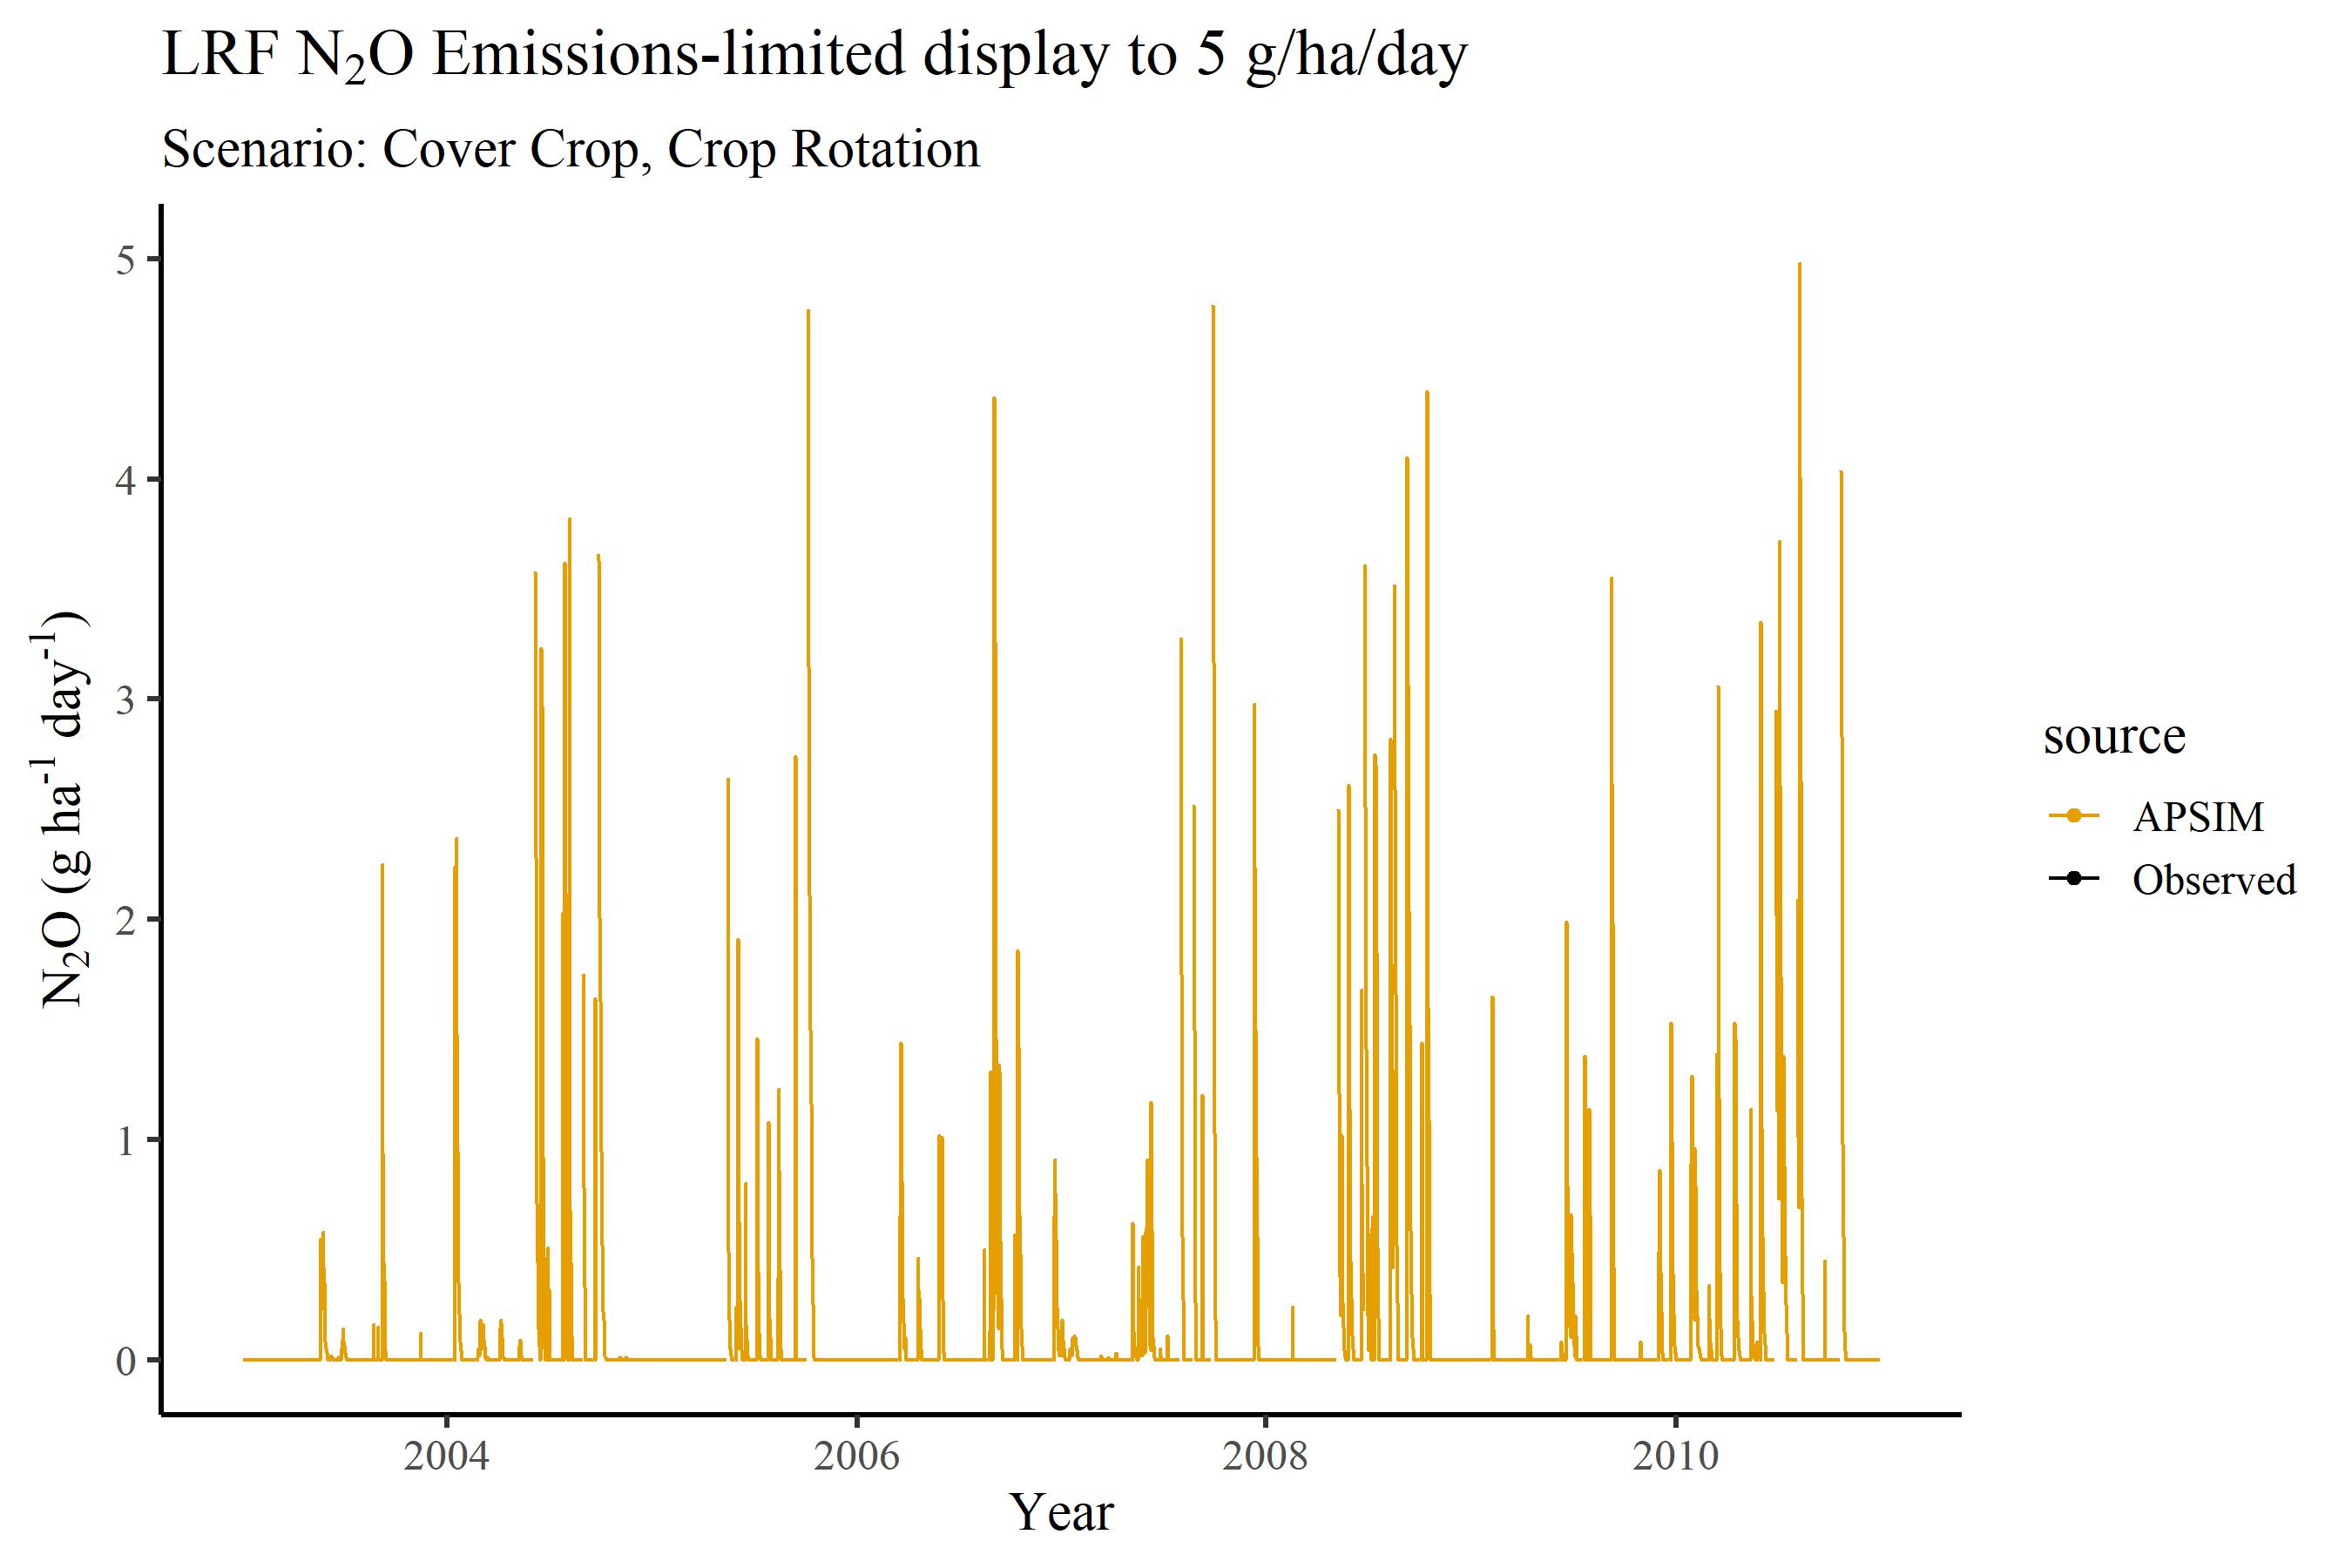 LRF N₂O Emissions-limited display to 5 g/ha/day
Scenario: Cover Crop, Crop Rotation
N₂O (g ha⁻¹ day⁻¹)
5
4
3
2
1
0
2004 2006 2008 2010
Year
source
APSIM
Observed